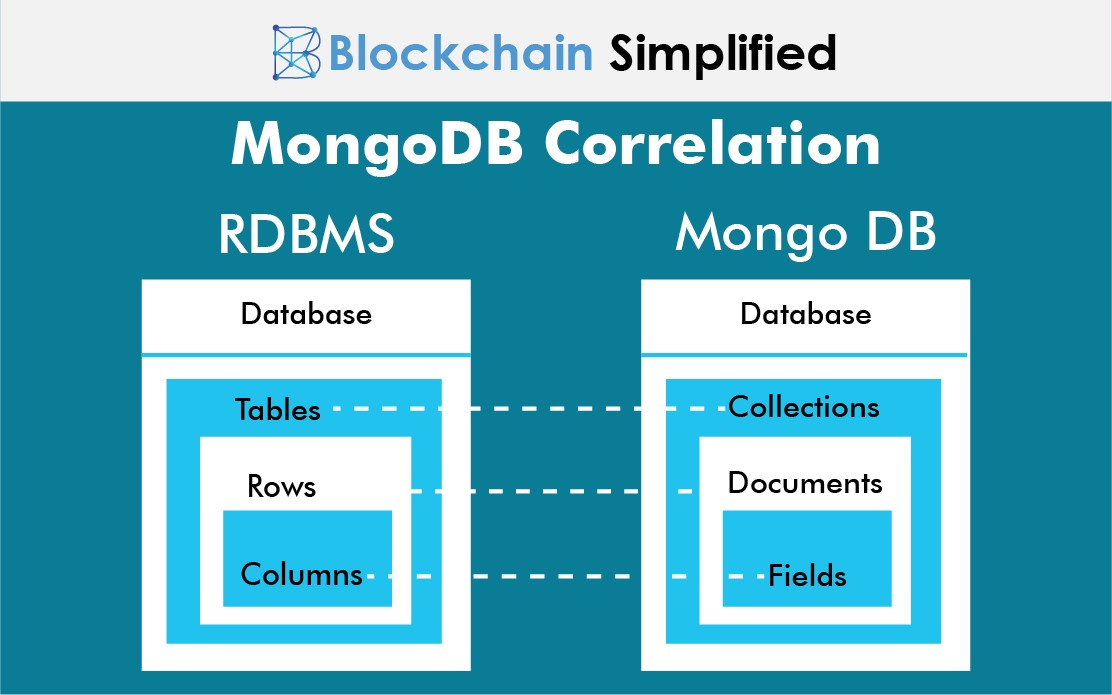 Blockchain Simplified
MongoDB Correlation
RDBMS
Mongo DB
Database
Database
Tables
Collections
Rows
Documents
Columns
Fields